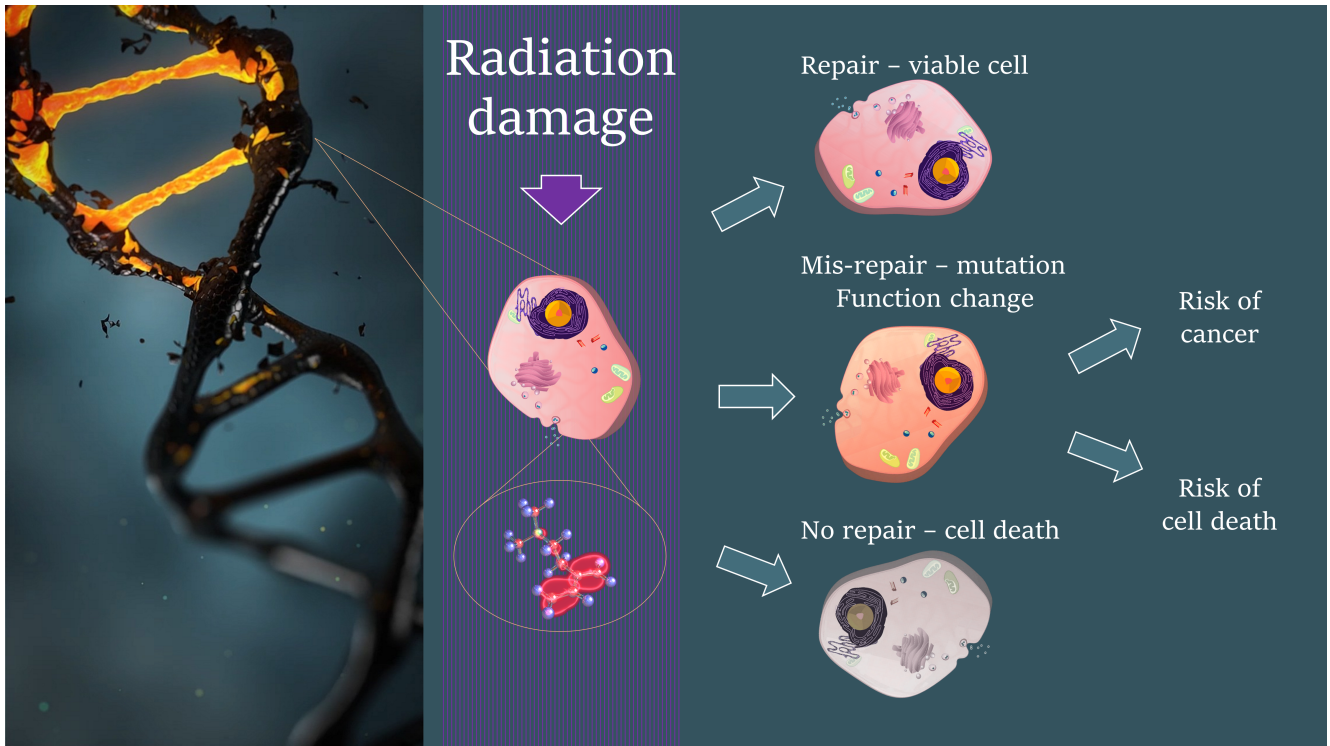 Radiation
damage
Repair – viable cell
Mis-repair – mutation
Function change
Risk of
cancer
Risk of
cell death
No repair – cell death